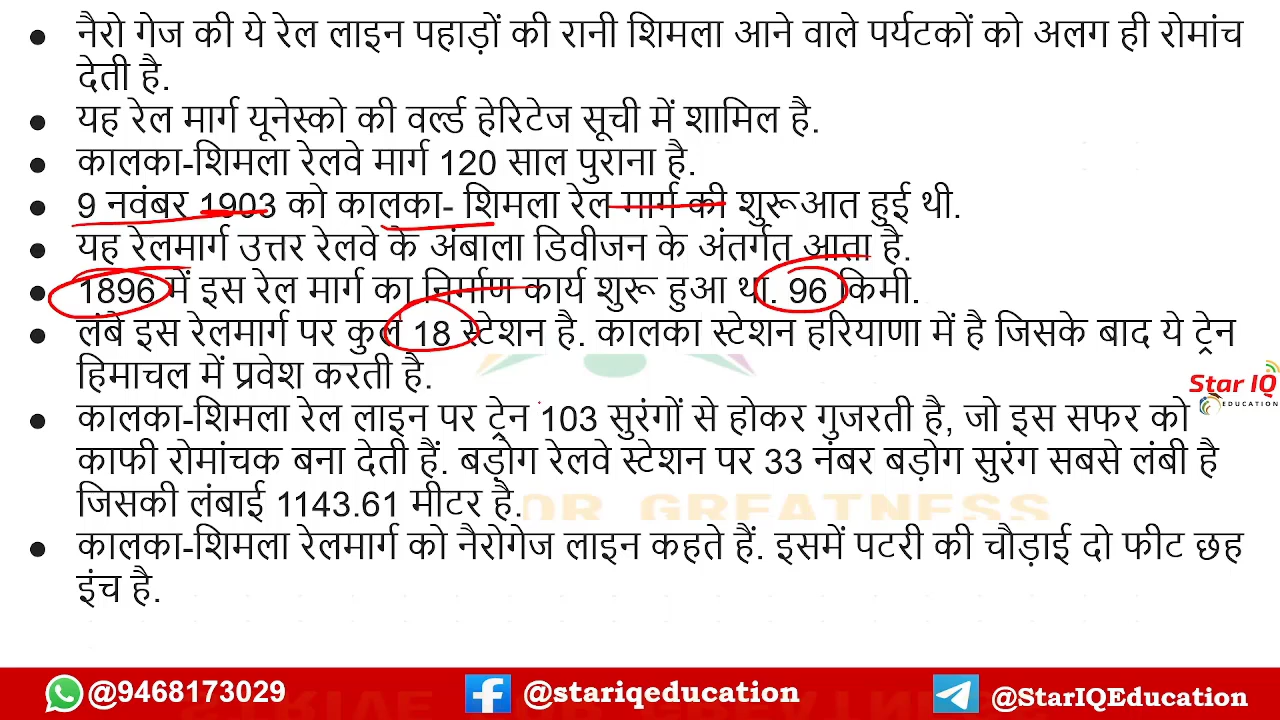 ● नैरो गेज की ये रेल लाइन पहाड़ों की रानी शिमला आने वाले पर्यटकों को अलग ही रोमांच
देती है.
● यह रेल मार्ग यूनेस्को की वर्ल्ड हेरिटेज सूची में शामिल है.
● कालका-शिमला रेलवे मार्ग 120 साल पुराना है.
● 9 नवंबर 1903 को कालका- शिमला रेल मार्ग की शुरूआत हुई थी.
● यह रेलमार्ग उत्तर रेलवे के अंबाला डिवीजन के अंतर्गत आता है.
● 1896 में इस रेल मार्ग का निर्माण कार्य शुरू हुआ था. 96 किमी.
● लंबे इस रेलमार्ग पर कुल 18 स्टेशन है. कालका स्टेशन हरियाणा में है जिसके बाद ये ट्रेन
हिमाचल में प्रवेश करती है.
Star IQ
EDUCATION
● कालका-शिमला रेल लाइन पर ट्रेन 103 सुरंगों से होकर गुजरती है, जो इस सफर को
काफी रोमांचक बना देती हैं. बड़ोग रेलवे स्टेशन पर 33 नंबर बड़ोग सुरंग सबसे लंबी है
जिसकी लंबाई 1143.61 मीटर है.
OR GREATNESS
● कालका-शिमला रेलमार्ग को नैरोगेज लाइन कहते हैं. इसमें पटरी की चौड़ाई दो फीट छह
इंच है.
@9468173029 @stariqeducation @StarIQEducation